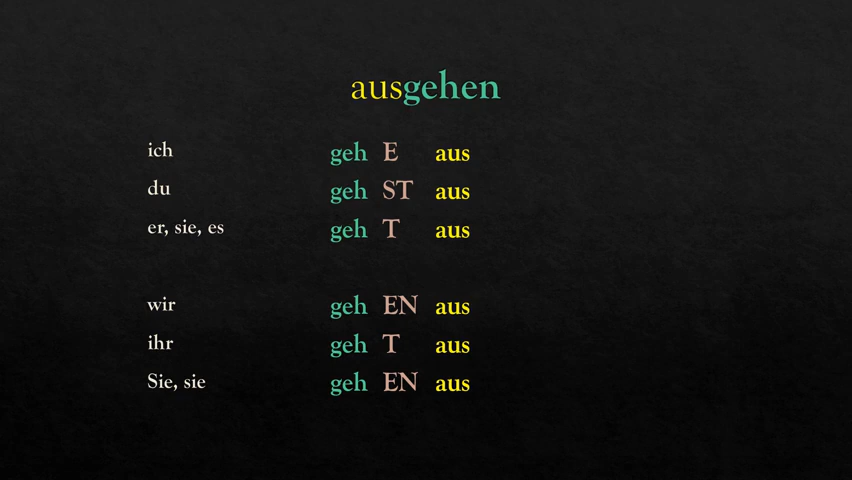 ausgehen
ich geh E aus
du geh ST aus
er, sie, es geh T aus
wir geh EN aus
ihr geh T aus
Sie, sie geh EN aus